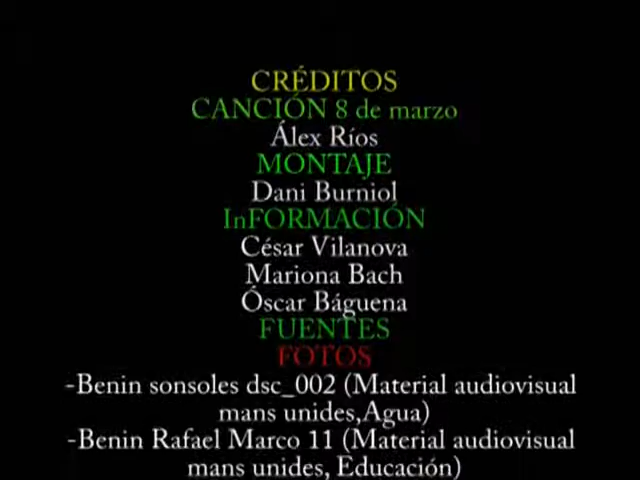 CRÉDITOS
CANCIÓN 8 de marzo
Álex Ríos
MONTAJE
Dani Burniol
InFORMACIÓN
César Vilanova
Mariona Bach
Óscar Báguena
FUENTES
FOTOS
-Benin sonsoles dsc_002 (Material audiovisual
mans unides,Agua)
-Benin Rafael Marco 11 (Material audiovisual
mans unides, Educación)